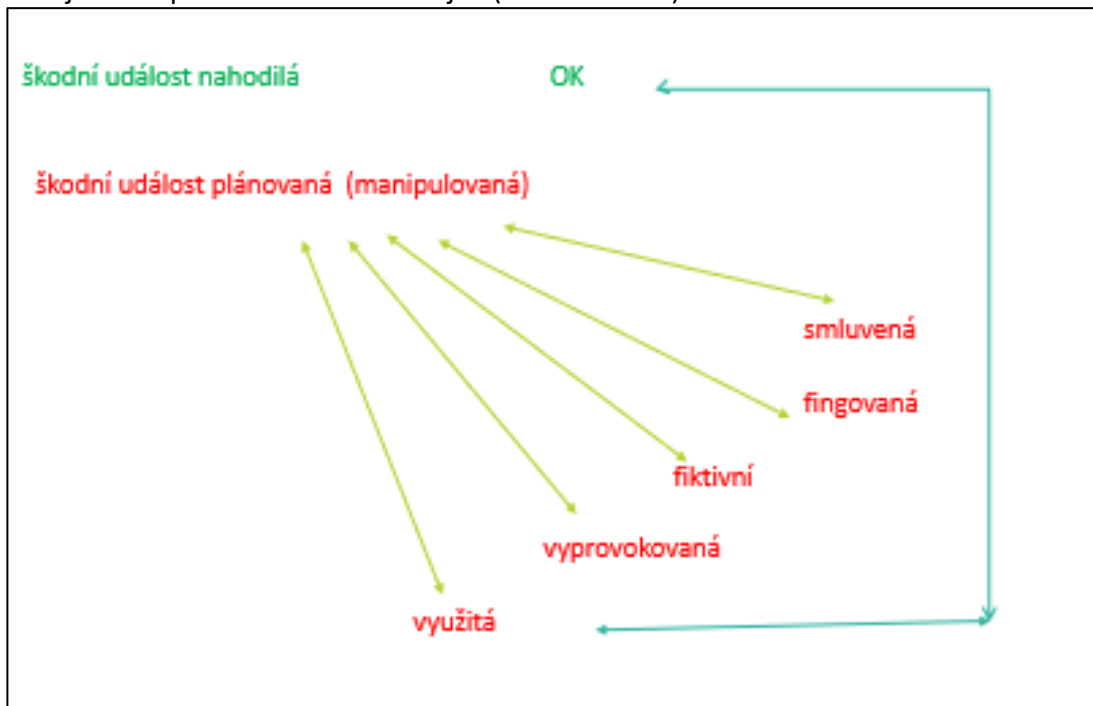 škodní událost nahodilá OK
škodní událost plánovaná (manipulovaná)
smluvená
fingovaná
fiktivní
vyprovokovaná
využitá